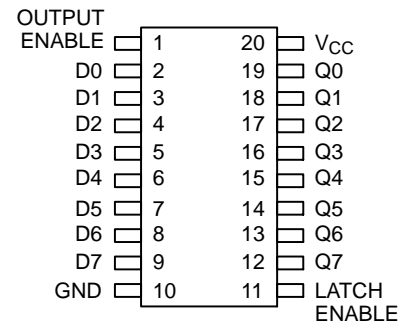 OUTPUT
ENABLE 1 20 VCC
D0 2 19 Q0
D1 3 18 Q1
D2 4 17 Q2
D3 5 16 Q3
D4 6 15 Q4
D5 7 14 Q5
D6 8 13 Q6
D7 9 12 Q7
GND 10 11 LATCH
ENABLE